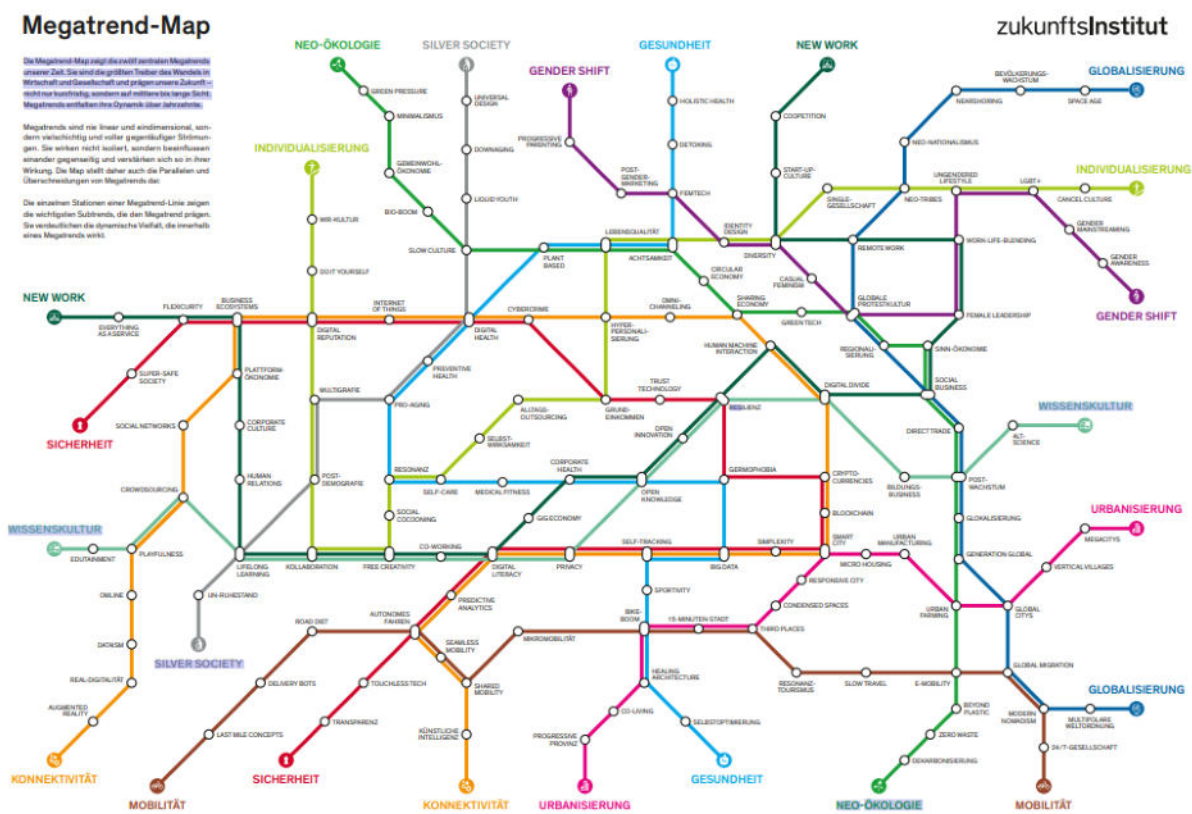 Megatrend-Map
zukunftsInstitut
Die Megatrend-Map zeigt die zwölf zentralen Megatrends
unserer Zeit. Sie sind die größten Treiber des Wandels in
Wirtschaft und Gesellschaft und prägen unsere Zukunft –
nicht nur kurzfristig, sondern auf mittlere bis lange Sicht.
Megatrends entfalten ihre Dynamik über Jahrzehnte.
Megatrends sind nie linear und eindimensional, son-
dern vielschichtig und voller gegenläufiger Strömun-
gen. Sie wirken nicht isoliert, sondern beeinflussen
einander gegenseitig und verstärken sich so in ihrer
Wirkung. Die Map stellt daher auch die Parallelen und
Überschneidungen von Megatrends dar.
Die einzelnen Stationen einer Megatrend-Linie zeigen
die wichtigsten Subtrends, die den Megatrend prägen.
Sie verdeutlichen die dynamische Vielfalt, die innerhalb
eines Megatrends wirkt.
NEO-ÖKOLOGIE
SILVER SOCIETY
GESUNDHEIT
NEW WORK
GENDER SHIFT
GLOBALISIERUNG
BEVÖLKERUNGS-
WACHSTUM
NEARSHORING
SPACE AGE
GREEN PRESSURE
UNIVERSAL
DESIGN
HOLISTIC HEALTH
MINIMALISMUS
COOPETITION
PROGRESSIVE
PARENTING
DETOXING
NEO-NATIONALISMUS
INDIVIDUALISIERUNG
DOWNAGING
GEMEINWOHL-
ÖKONOMIE
POST-
GENDER-
MARKETING
FEMTECH
START-UP-
CULTURE
UNGENDERED
LIFESTYLE
LGBT+
INDIVIDUALISIERUNG
SINGLE-
GESELLSCHAFT
NEO-TRIBES
CANCEL CULTURE
LIQUID YOUTH
BIO-BOOM
WIR-KULTUR
GENDER
MAINSTREAMING
LEBENSQUALITÄT
IDENTITY
DESIGN
SLOW CULTURE
PLANT
BASED
ACHTSAMKEIT
DIVERSITY
REMOTE WORK
WORK-LIFE-BLENDING
GENDER
AWARENESS
DO IT YOURSELF
CIRCULAR
ECONOMY
CASUAL
FEMINISM
NEW WORK
FLEXICURITY
BUSINESS
ECOSYSTEMS
INTERNET
OF THINGS
CYBERCRIME
OMNI-
CHANNELING
SHARING
ECONOMY
GLOBALE
PROTESTKULTUR
GENDER SHIFT
EVERYTHING
AS A SERVICE
DIGITAL
REPUTATION
DIGITAL
HEALTH
HYPER-
PERSONALI-
SIERUNG
GREEN TECH
FEMALE LEADERSHIP
HUMAN MACHINE
INTERACTION
REGIONALI-
SIERUNG
SINN-ÖKONOMIE
SUPER-SAFE
SOCIETY
PLATTFORM-
ÖKONOMIE
PREVENTIVE
HEALTH
TRUST
TECHNOLOGY
DIGITAL DIVIDE
SOCIAL
BUSINESS
MULTIGRAFIE
PRO-AGING
ALLTAGS-
OUTSOURCING
GRUND-
EINKOMMEN
RESILIENZ
WISSENSKULTUR
SICHERHEIT
SOCIAL NETWORKS
CORPORATE
CULTURE
SELBST-
WIRKSAMKEIT
OPEN
INNOVATION
DIRECT TRADE
ALT-
SCIENCE
CROWDSOURCING
HUMAN
RELATIONS
POST-
DEMOGRAFIE
RESONANZ
CORPORATE
HEALTH
GERMOPHOBIA
CRYPTO-
CURRENCIES
SELF-CARE
MEDICAL FITNESS
OPEN
KNOWLEDGE
BILDUNGS-
BUSINESS
POST-
WACHSTUM
SOCIAL
COCOONING
GIG ECONOMY
BLOCKCHAIN
GLOKALISIERUNG
URBANISIERUNG
WISSENSKULTUR
MEGACITYS
EDUTAINMENT
PLAYFULNESS
LIFELONG
LEARNING
KOLLABORATION
FREE CREATIVITY
CO-WORKING
DIGITAL
LITERACY
PRIVACY
SELF-TRACKING
BIG DATA
SIMPLEXITY
SMART
CITY
MICRO HOUSING
URBAN
MANUFACTURING
GENERATION GLOBAL
VERTICAL VILLAGES
RESPONSIVE CITY
OMLINE
UN-RUHESTAND
PREDICTIVE
ANALYTICS
SPORTIVITY
CONDENSED SPACES
URBAN
FARMING
GLOBAL
CITYS
AUTONOMES
FAHREN
ROAD DIET
BIKE-
BOOM
15-MINUTEN-STADT
THIRD PLACES
DATAISM
SEAMLESS
MOBILITY
MIKROMOBILITÄT
SILVER SOCIETY
REAL-DIGITALITÄT
DELIVERY BOTS
TOUCHLESS TECH
SHARED
MOBILITY
HEALING
ARCHITECTURE
RESONANZ-
TOURISMUS
SLOW TRAVEL
E-MOBILITY
GLOBAL MIGRATION
GLOBALISIERUNG
AUGMENTED
REALITY
TRANSPARENZ
CO-LIVING
SELBSTOPTIMIERUNG
BEYOND
PLASTIC
MODERN
NOMADISM
MULTIPOLARE
WELTORDNUNG
LAST MILE CONCEPTS
KÜNSTLICHE
INTELLIGENZ
PROGRESSIVE
PROVINZ
ZERO WASTE
24/7-GESELLSCHAFT
DEKARBONISIERUNG
KONNEKTIVITÄT
SICHERHEIT
GESUNDHEIT
MOBILITÄT
KONNEKTIVITÄT
URBANISIERUNG
NEO-ÖKOLOGIE
MOBILITÄT